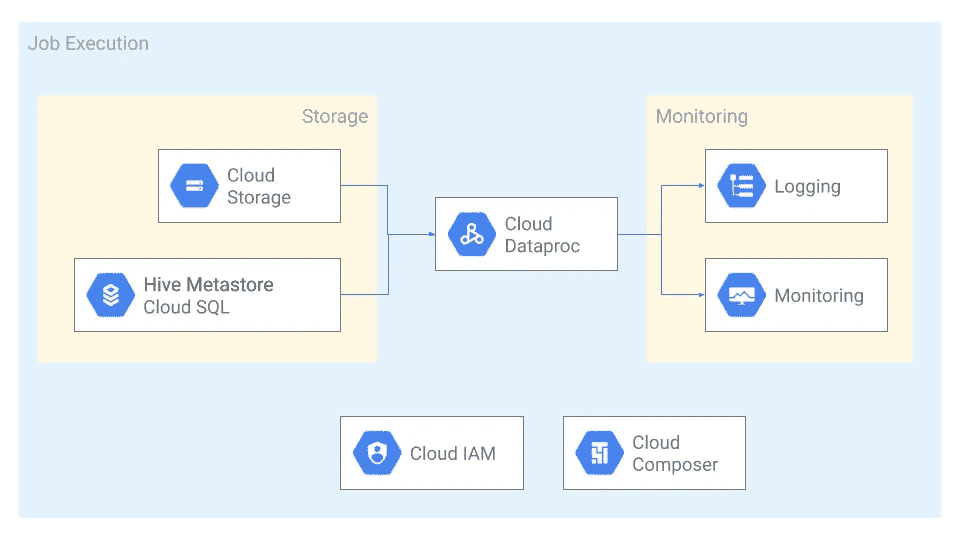 Job Execution
Storage
Cloud
Storage
Hive Metastore
Cloud SQL
Cloud
Dataproc
Monitoring
Logging
Monitoring
Cloud IAM
Cloud
Composer